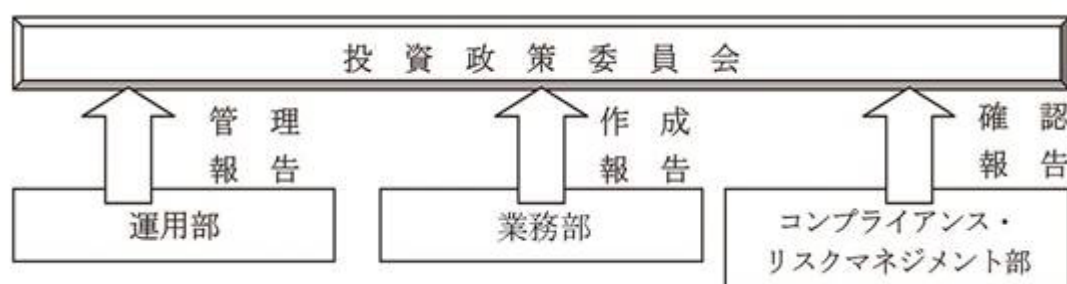 投資政策委員会
管理
報告
作成
報告
確認
報告
運用部
業務部
コンプライアンス・
リスクマネジメント部